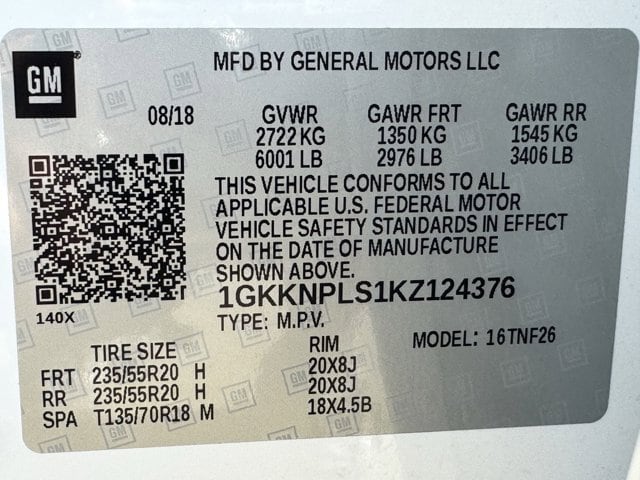 GM
MFD BY GENERAL MOTORS LLC
08/18 GVWR GAWR FRT GAWR RR
2722 KG 1350 KG 1545 KG
6001 LB 2976 LB 3406 LB
THIS VEHICLE CONFORMS TO ALL
APPLICABLE U.S. FEDERAL MOTOR
VEHICLE SAFETY STANDARDS IN EFFECT
ON THE DATE OF MANUFACTURE
SHOWN ABOVE.
1GKKNPLS1KZ124376
140X
TYPE: M.P.V. MODEL: 16TNF26
TIRE SIZE RIM
FRT 235/55R20 H 20X8J
RR 235/55R20 H 20X8J
SPA T135/70R18 M 18X4.5B